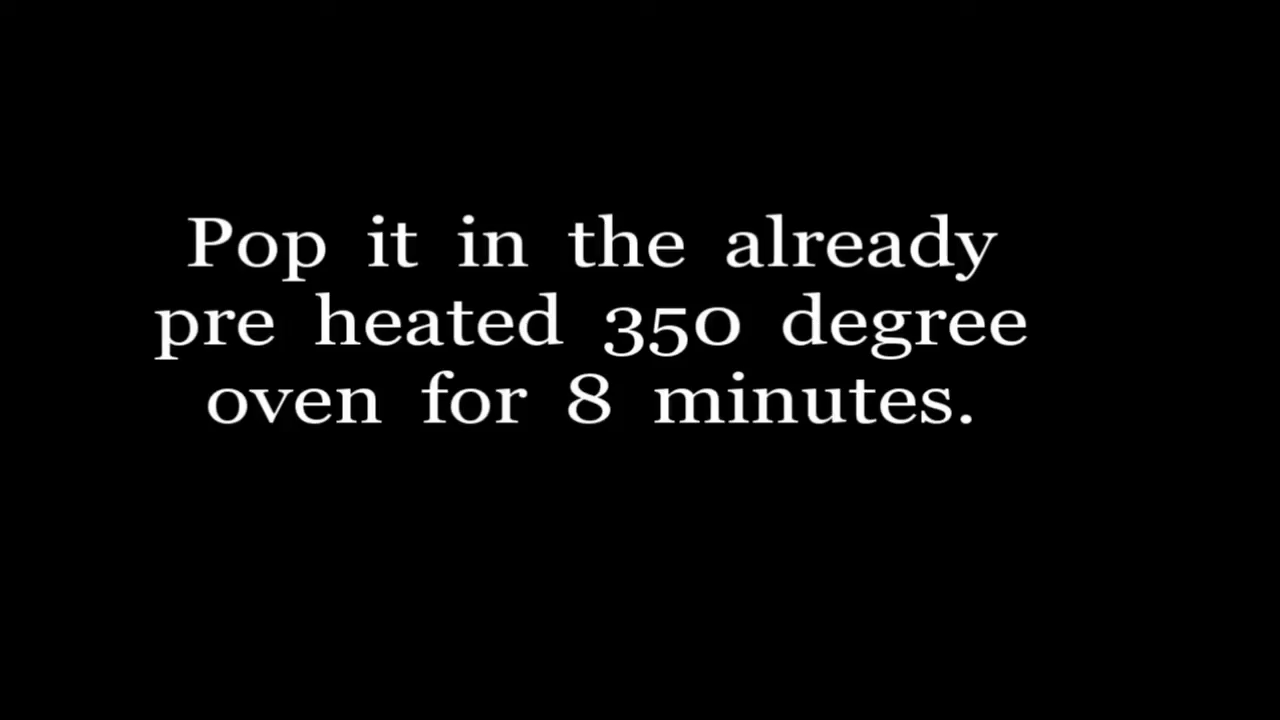 Pop it in the already
pre heated 350 degree
oven for 8 minutes.